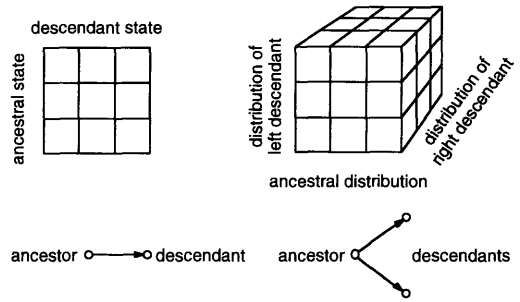 descendant state
ancestral state
distribution of
left descendant
distribution of
right descendant
ancestral distribution
ancestor
descendant
ancestor
descendants